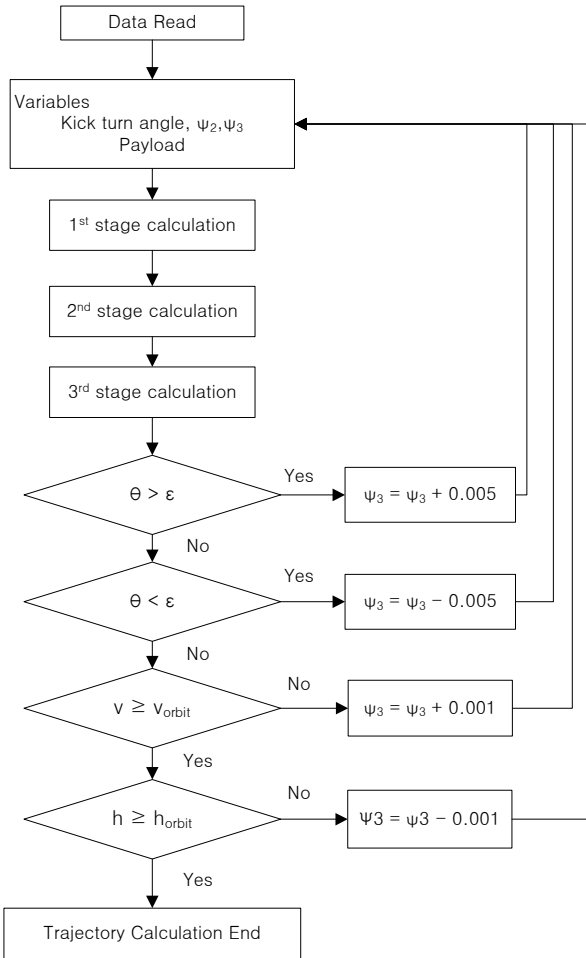 Data Read
Variables
Kick turn angle, ψ₂,ψ₃
Payload
1st stage calculation
2nd stage calculation
3rd stage calculation
θ > ε
Yes
ψ₃ = ψ₃ + 0.005
No
θ < ε
Yes
ψ₃ = ψ₃ − 0.005
No
v ≥ vorbit
No
ψ₃ = ψ₃ + 0.001
Yes
h ≥ horbit
No
Ψ3 = ψ3 − 0.001
Yes
Trajectory Calculation End